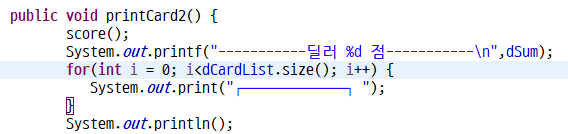 public void printCard2() {
score();
System.out.printf("-----------딜러 %d 점-----------\n",dSum);
for(int i = 0; i<dCardList.size(); i++) {
System.out.print("┌───────────┐ ");
}
System.out.println();